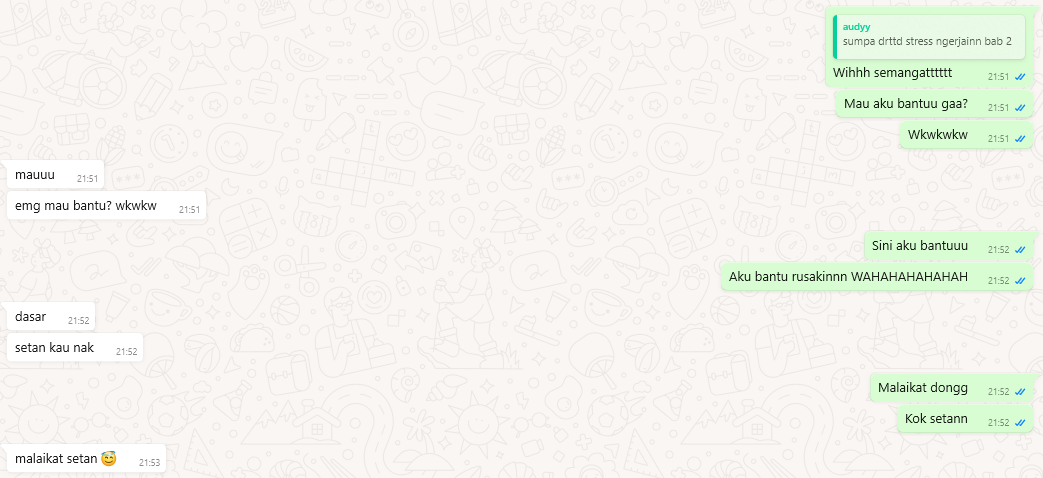 audyy
sumpa drttd stress ngerjainn bab 2
Wihhh semangatttttt 21:51
Mau aku bantuu gaa? 21:51
Wkwkwkw 21:51
mauuu 21:51
emg mau bantu? wkwkw 21:51
Sini aku bantuuu 21:52
Aku bantu rusakinnn WAHAHAHAHAHAH 21:52
dasar 21:52
setan kau nak 21:52
Malaikat dongg 21:52
Kok setann 21:52
malaikat setan 😇 21:53